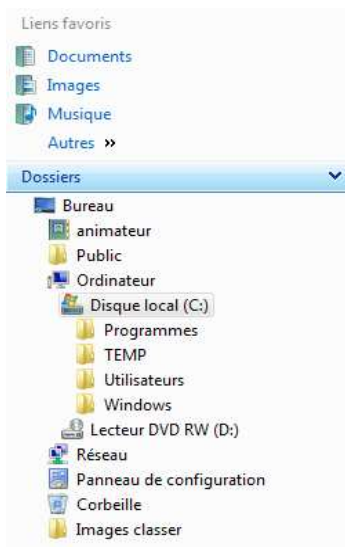 Liens favoris
Documents
Images
Musique
Autres »
Dossiers
Bureau
animateur
Public
Ordinateur
Disque local (C:)
Programmes
TEMP
Utilisateurs
Windows
Lecteur DVD RW (D:)
Réseau
Panneau de configuration
Corbeille
Images classer